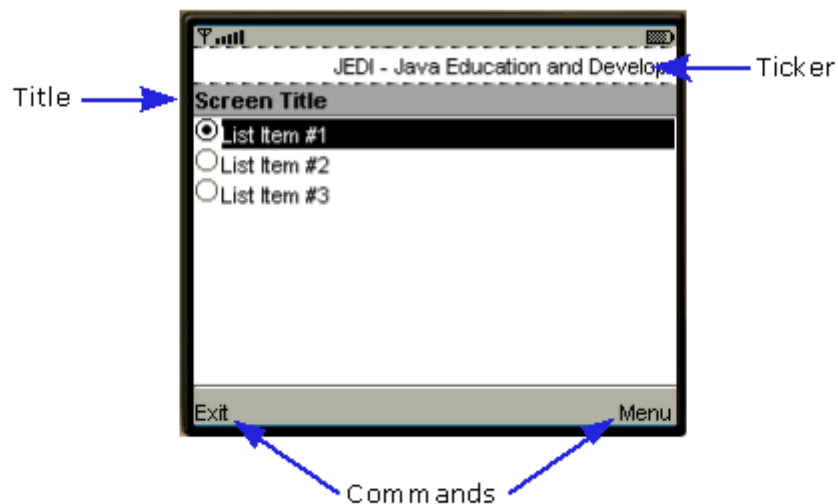 JEDI - Java Education and Develop
Ticker
Title
Screen Title
List Item #1
List Item #2
List Item #3
Exit
Menu
Commands